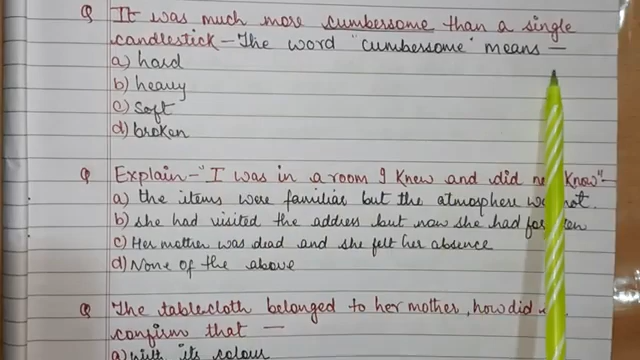 Q It was much more cumbersome than a single
candlestick - The word "cumbersome" means -
a) hard
b) heavy
c) Soft
d) broken
Q Explain - "I was in a room I knew and did know" -
a) the items were familiar but the atmosphere was not.
b) she had visited the address but now she had
c) Her mother was dead and she felt her absence
d) None of the above
Q The tablecloth belonged to her mother, how did
confirm that -
a) with its colour